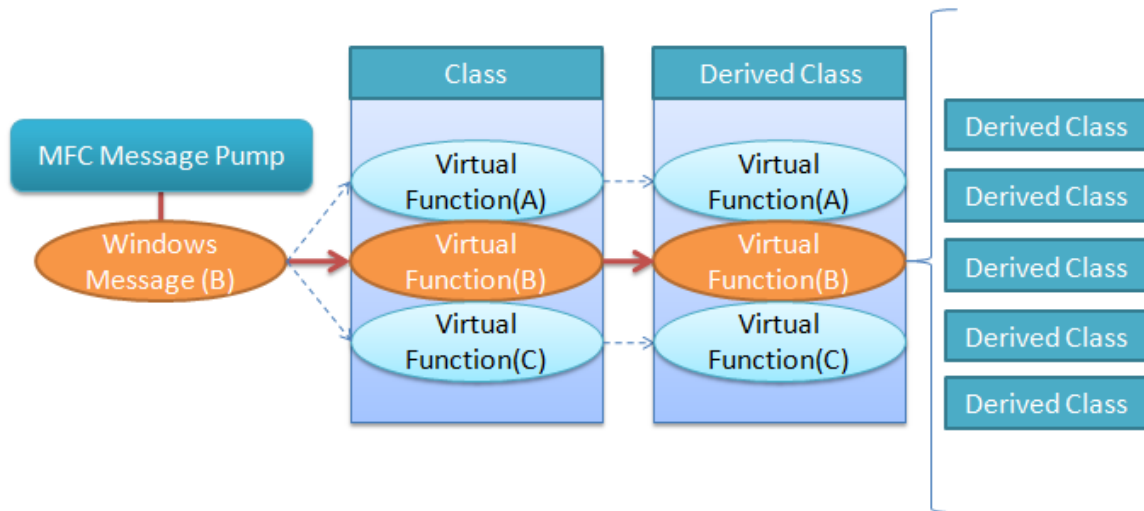 Class
Derived Class
MFC Message Pump
Windows
Message (B)
Virtual
Function(A)
Virtual
Function(B)
Virtual
Function(C)
Virtual
Function(A)
Virtual
Function(B)
Virtual
Function(C)
Derived Class
Derived Class
Derived Class
Derived Class
Derived Class